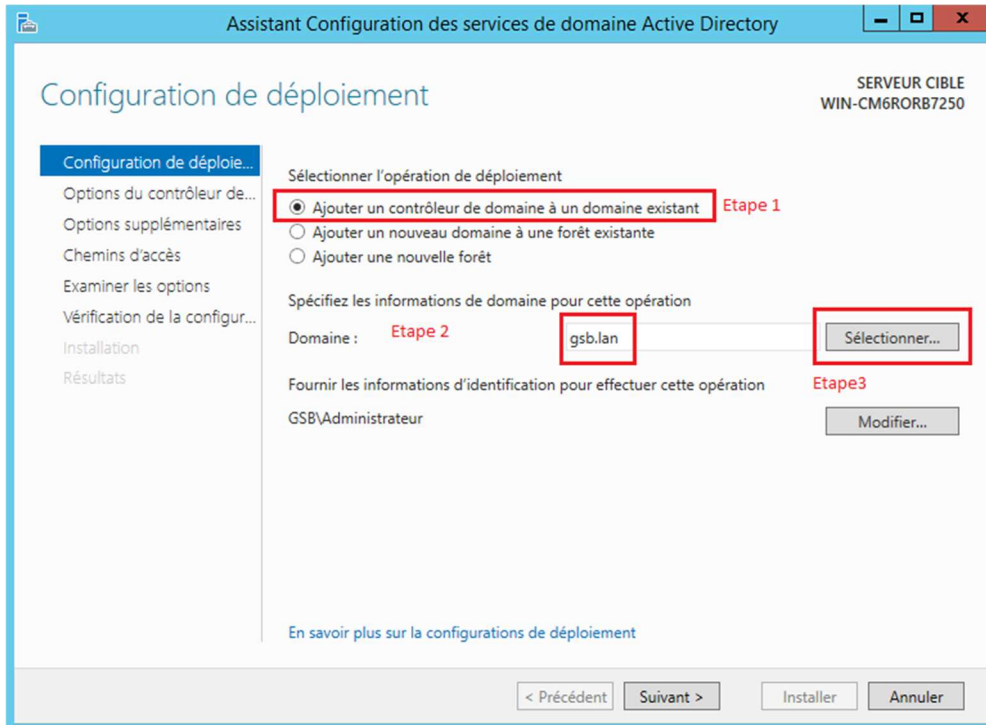 Assistant Configuration des services de domaine Active Directory
Configuration de déploiement
SERVEUR CIBLE
WIN-CM6RORB7250
Configuration de déploie...
Options du contrôleur de...
Options supplémentaires
Chemins d'accès
Examiner les options
Vérification de la configur...
Installation
Résultats
Sélectionner l'opération de déploiement
Ajouter un contrôleur de domaine à un domaine existant Etape 1
Ajouter un nouveau domaine à une forêt existante
Ajouter une nouvelle forêt
Spécifiez les informations de domaine pour cette opération
Domaine : Etape 2 gsb.lan Sélectionner...
Fournir les informations d'identification pour effectuer cette opération Etape3
GSB\Administrateur Modifier...
En savoir plus sur la configurations de déploiement
< Précédent Suivant > Installer Annuler